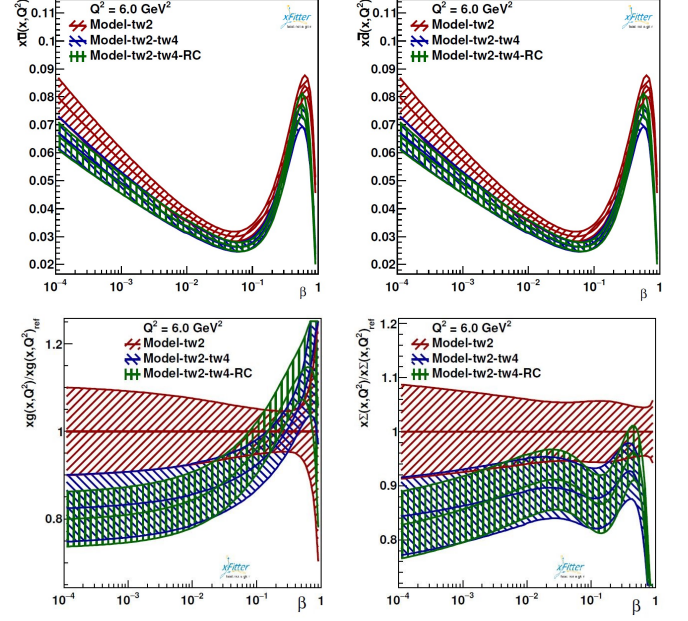 0.11
0.1
0.09
0.08
0.07
0.06
0.05
0.04
0.03
0.02
xu̅(x,Q²)
Q² = 6.0 GeV²
Model-tw2
Model-tw2-tw4
Model-tw2-tw4-RC
xFitter
10⁻⁴ 10⁻³ 10⁻² 10⁻¹ 1
β
0.11
0.1
0.09
0.08
0.07
0.06
0.05
0.04
0.03
0.02
xd̅(x,Q²)
Q² = 6.0 GeV²
Model-tw2
Model-tw2-tw4
Model-tw2-tw4-RC
xFitter
10⁻⁴ 10⁻³ 10⁻² 10⁻¹ 1
β
1.2
1
0.8
xg(x,Q²)/xg(x,Q²)ref
Q² = 6.0 GeV²
Model-tw2
Model-tw2-tw4
Model-tw2-tw4-RC
xFitter
10⁻⁴ 10⁻³ 10⁻² 10⁻¹ 1
β
1.2
1.1
1
0.9
0.8
xΣ(x,Q²)/xΣ(x,Q²)ref
Q² = 6.0 GeV²
Model-tw2
Model-tw2-tw4
Model-tw2-tw4-RC
xFitter
10⁻⁴ 10⁻³ 10⁻² 10⁻¹ 1
β